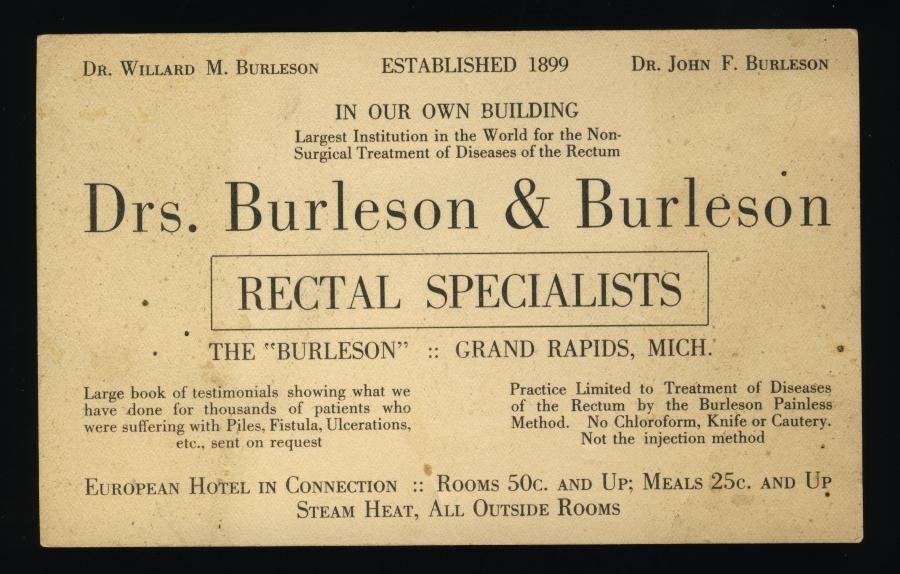 Dr. Willard M. Burleson ESTABLISHED 1899 Dr. John F. Burleson
IN OUR OWN BUILDING
Largest Institution in the World for the Non-
Surgical Treatment of Diseases of the Rectum
Drs. Burleson & Burleson
RECTAL SPECIALISTS
THE "BURLESON" :: GRAND RAPIDS, MICH.
Large book of testimonials showing what we
have done for thousands of patients who
were suffering with Piles, Fistula, Ulcerations,
etc., sent on request
Practice Limited to Treatment of Diseases
of the Rectum by the Burleson Painless
Method. No Chloroform, Knife or Cautery.
Not the injection method
European Hotel in Connection :: Rooms 50c. and Up; Meals 25c. and Up
Steam Heat, All Outside Rooms